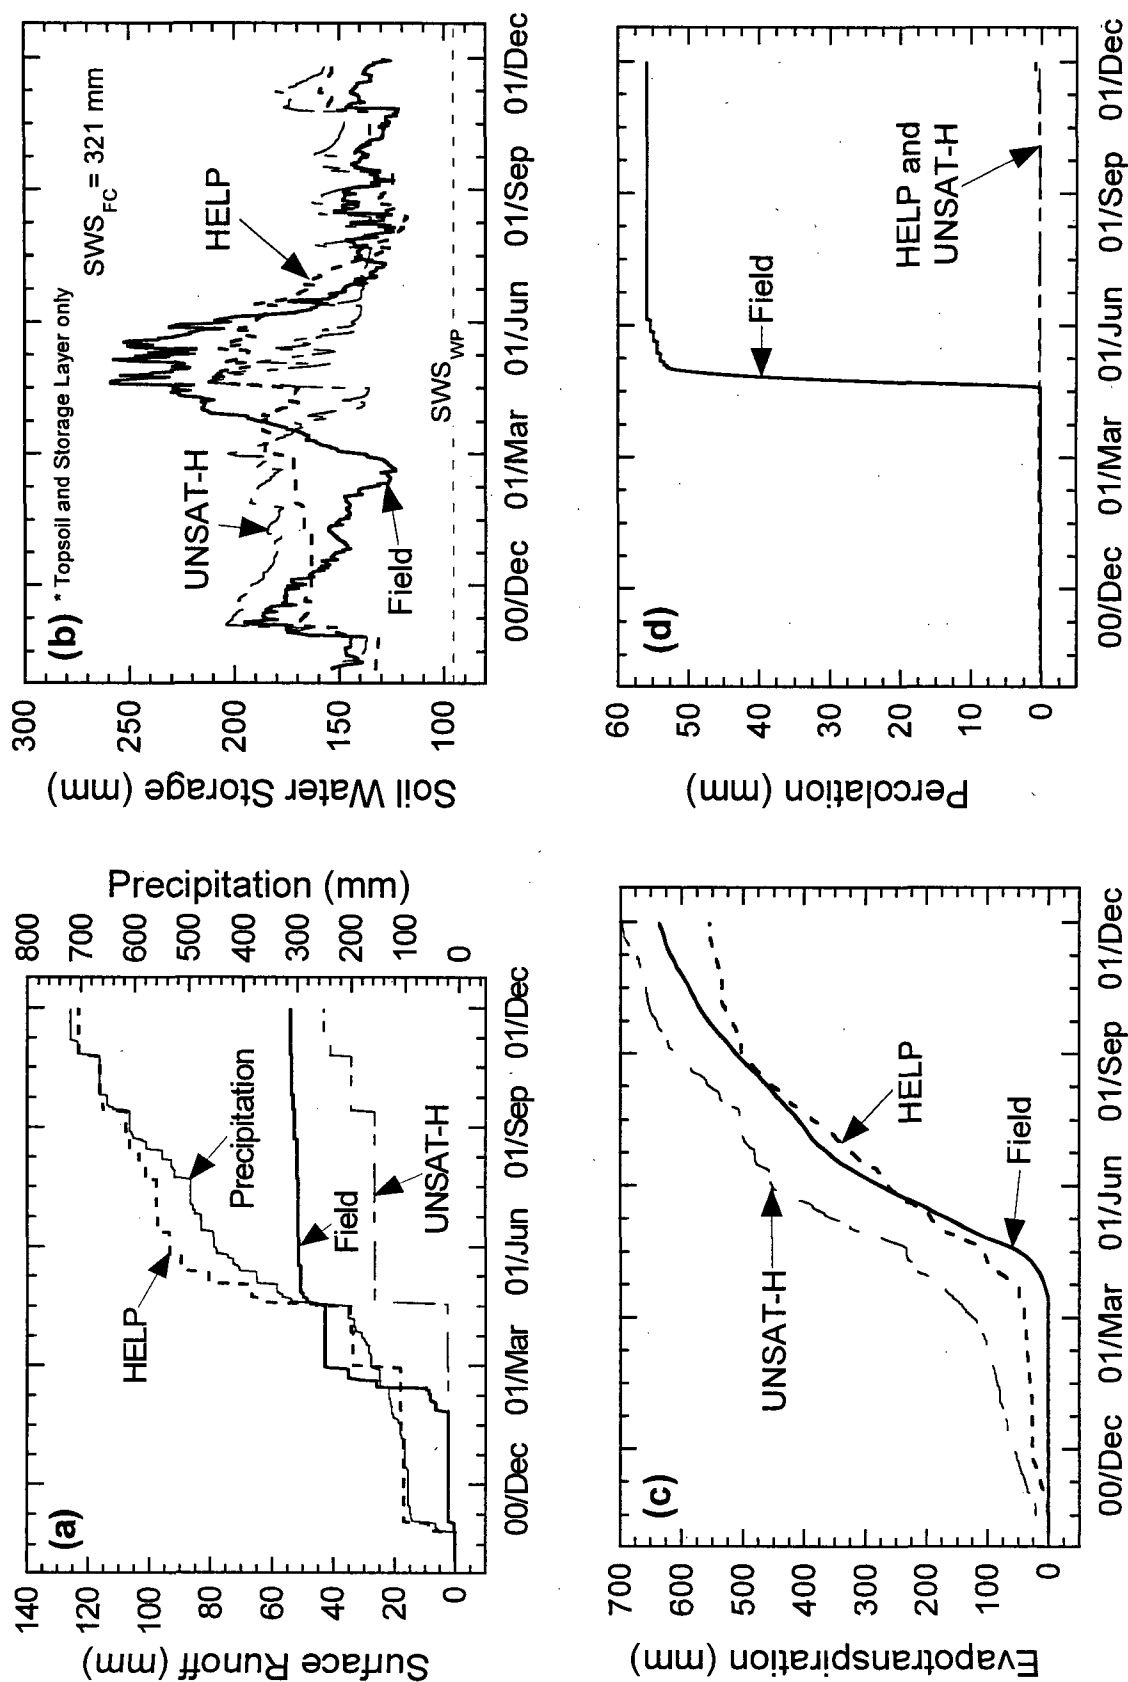 (a)
Surface Runoff (mm)
140
120
100
80
60
40
20
0
Precipitation (mm)
800
700
600
500
400
300
200
100
0
HELP
Precipitation
Field
UNSAT-H
00/Dec 01/Mar 01/Jun 01/Sep 01/Dec
(b) * Topsoil and Storage Layer only
SWS FC = 321 mm
Soil Water Storage (mm)
300
250
200
150
100
UNSAT-H
HELP
Field
SWS WP
00/Dec 01/Mar 01/Jun 01/Sep 01/Dec
(c)
Evapotranspiration (mm)
700
600
500
400
300
200
100
0
UNSAT-H
HELP
Field
00/Dec 01/Mar 01/Jun 01/Sep 01/Dec
(d)
Percolation (mm)
60
50
40
30
20
10
0
Field
HELP and
UNSAT-H
00/Dec 01/Mar 01/Jun 01/Sep 01/Dec